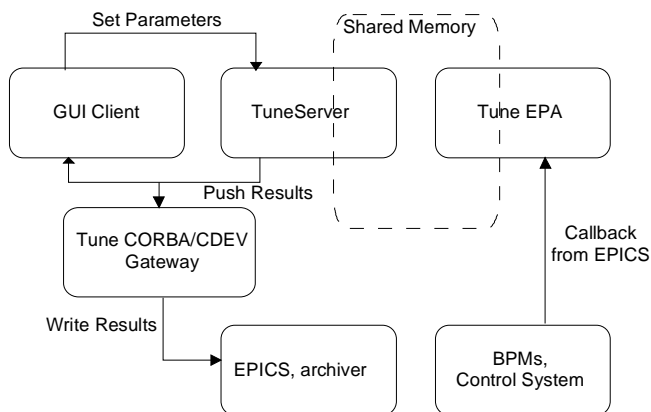 Set Parameters
Shared Memory
GUI Client
TuneServer
Tune EPA
Push Results
Tune CORBA/CDEV
Gateway
Callback
from EPICS
Write Results
EPICS, archiver
BPMs,
Control System